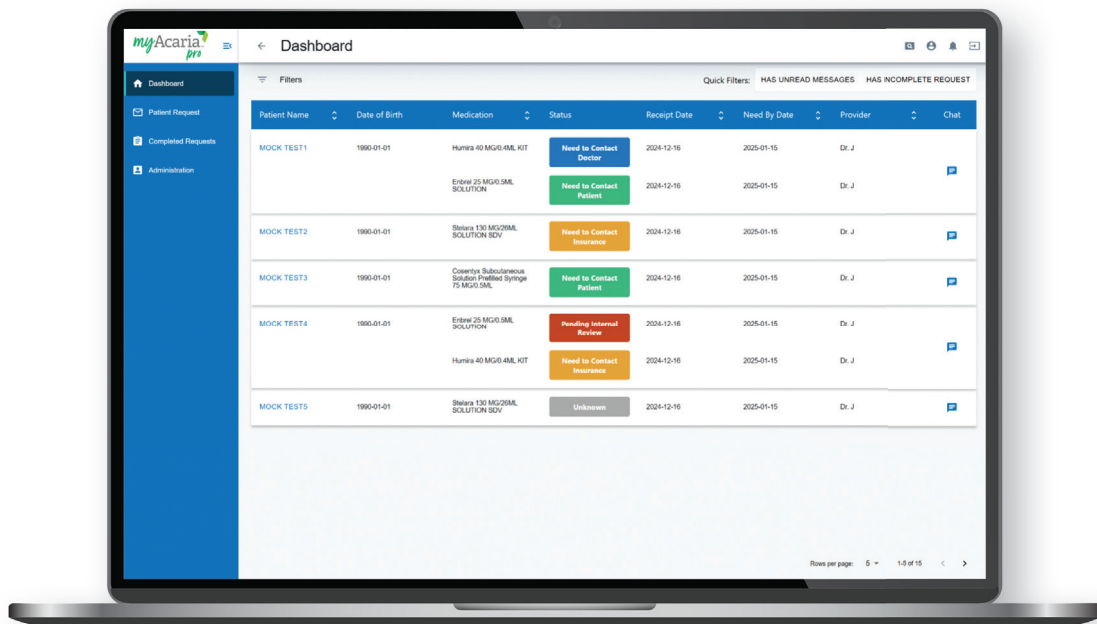 myAcaria
pro
Dashboard
Dashboard
Patient Request
Completed Requests
Administration
Filters
Quick Filters: HAS UNREAD MESSAGES HAS INCOMPLETE REQUEST
Patient Name Date of Birth Medication Status Receipt Date Need By Date Provider Chat
MOCK TEST1 1990-01-01 Humira 40 MG/0.4ML KIT Need to Contact 2024-12-16 2025-01-15 Dr. J
Doctor
Enbrel 25 MG/0.5ML Need to Contact 2024-12-16 2025-01-15 Dr. J
SOLUTION Patient
MOCK TEST2 1990-01-01 Stelara 130 MG/26ML Need to Contact 2024-12-16 2025-01-15 Dr. J
SOLUTION SDV Insurance
MOCK TEST3 1990-01-01 Cosentyx Subcutaneous Need to Contact 2024-12-16 2025-01-15 Dr. J
Solution Prefilled Syringe Patient
75 MG/0.5ML
MOCK TEST4 1990-01-01 Enbrel 25 MG/0.5ML Pending Internal 2024-12-16 2025-01-15 Dr. J
SOLUTION Review
Humira 40 MG/0.4ML KIT Need to Contact 2024-12-16 2025-01-15 Dr. J
Insurance
MOCK TEST5 1990-01-01 Stelara 130 MG/26ML Unknown 2024-12-16 2025-01-15 Dr. J
SOLUTION SDV
Rows per page: 5 1-5 of 15